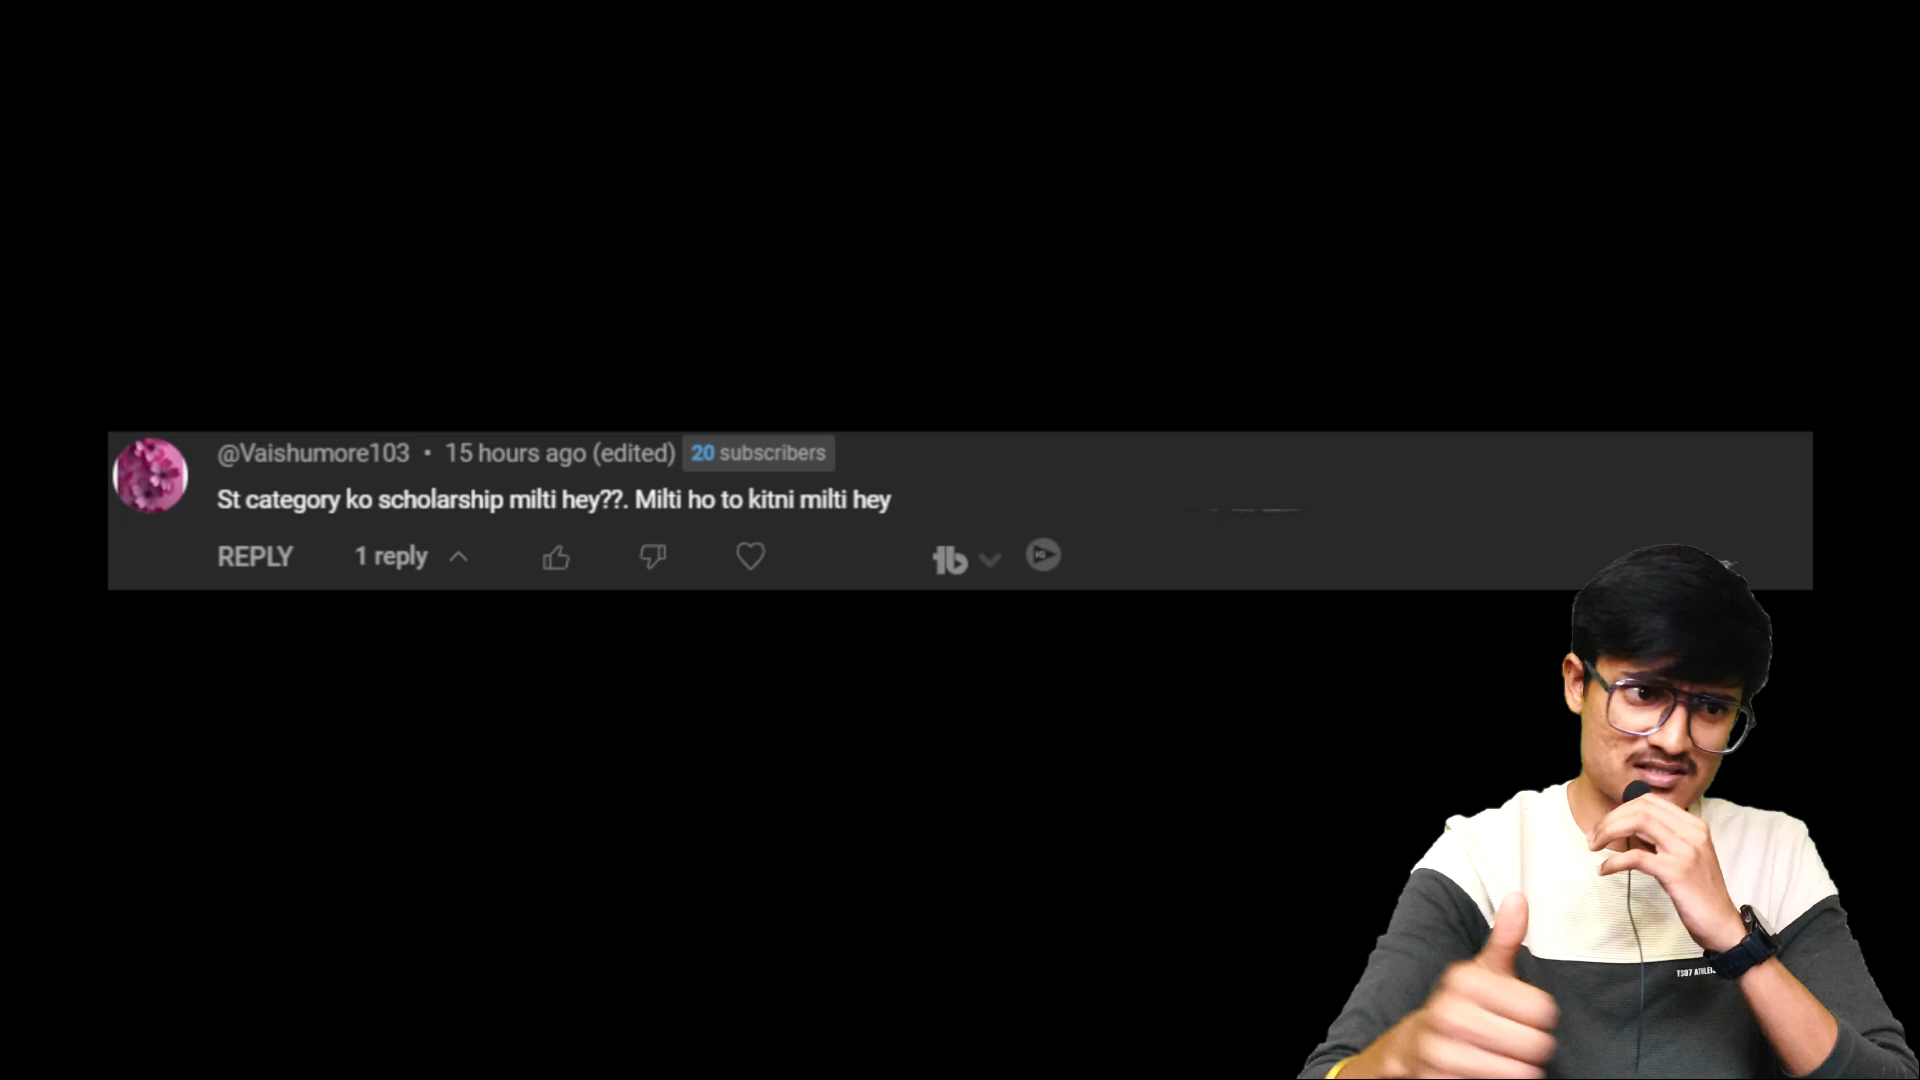 @Vaishumore103 • 15 hours ago (edited) 20 subscribers
St category ko scholarship milti hey??. Milti ho to kitni milti hey
REPLY 1 reply